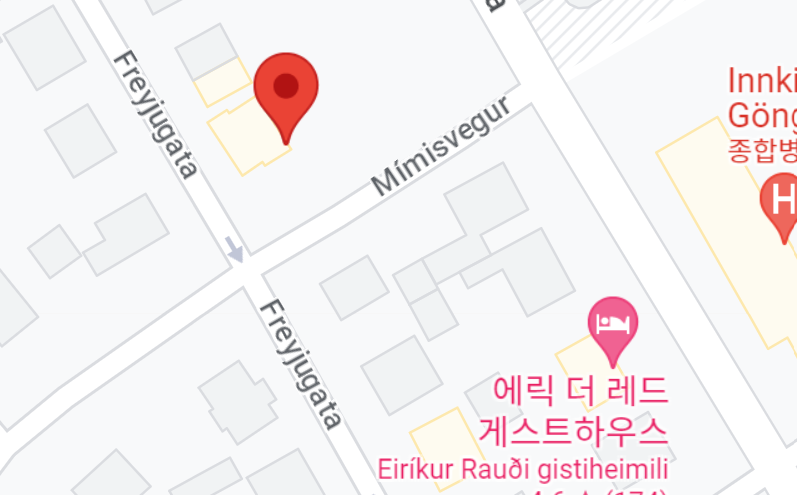 Freyjugata
Mímisvegur
Innki
Göng
종합병
H
Freyjugata
에릭 더 레드
게스트하우스
Eiríkur Rauði gistiheimili